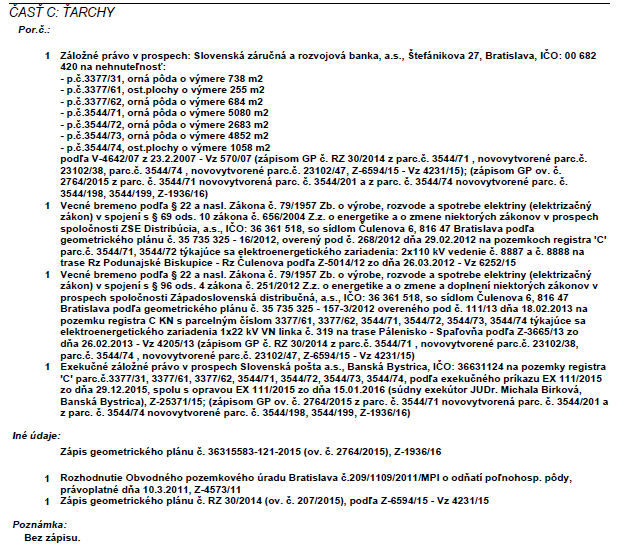 ČASŤ C: ŤARCHY
Por.č.:
1 Záložné právo v prospech: Slovenská záručná a rozvojová banka, a.s., Štefánikova 27, Bratislava, IČO: 00 682
420 na nehnuteľnosť:
- p.č.3377/31, orná pôda o výmere 738 m2
- p.č.3377/61, ost.plochy o výmere 255 m2
- p.č.3377/62, orná pôda o výmere 684 m2
- p.č.3544/71, orná pôda o výmere 5080 m2
- p.č.3544/72, orná pôda o výmere 2683 m2
- p.č.3544/73, orná pôda o výmere 4852 m2
- p.č.3544/74, ost.plochy o výmere 1058 m2
podľa V-4642/07 z 23.2.2007 - Vz 570/07 (zápisom GP č. RZ 30/2014 z parc.č. 3544/71 , novovytvorené parc.č.
23102/38, parc.č. 3544/74 , novovytvorené parc.č. 23102/47, Z-6594/15 - Vz 4231/15); (zápisom GP ov. č.
2764/2015 z parc. č. 3544/71 novovytvorená parc. č. 3544/201 a z parc. č. 3544/74 novovytvorené parc. č.
3544/198, 3544/199, Z-1936/16)
1 Vecné bremeno podľa § 22 a nasl. Zákona č. 79/1957 Zb. o výrobe, rozvode a spotrebe elektriny (elektrizačný
zákon) v spojení s § 69 ods. 10 zákona č. 656/2004 Z.z. o energetike a o zmene niektorých zákonov v prospech
spoločnosti ZSE Distribúcia, a.s., IČO: 36 361 518, so sídlom Čulenova 6, 816 47 Bratislava podľa
geometrického plánu č. 35 735 325 - 16/2012, overený pod č. 268/2012 dňa 29.02.2012 na pozemkoch registra 'C'
parc.č. 3544/71, 3544/72 týkajúce sa elektroenergetického zariadenia: 2x110 kV vedenie č. 8887 a č. 8888 na
trase Rz Podunajské Biskupice - Rz Čulenova podľa Z-5014/12 zo dňa 26.03.2012 - Vz 6252/15
1 Vecné bremeno podľa § 22 a nasl. Zákona č. 79/1957 Zb. o výrobe, rozvode a spotrebe elektriny (elektrizačný
zákon) v spojení s § 96 ods. 4 zákona č. 251/2012 Z.z. o energetike a o zmene a doplnení niektorých zákonov v
prospech spoločnosti Západoslovenská distribučná, a.s., IČO: 36 361 518, so sídlom Čulenova 6, 816 47
Bratislava podľa geometrického plánu č. 35 735 325 - 157-3/2012 overeného pod č. 111/13 dňa 18.02.2013 na
pozemku registra C KN s parcelným číslom 3377/61, 3377/62, 3544/71, 3544/72, 3544/73, 3544/74 týkajúce sa
elektroenergetického zariadenia 1x22 kV VN linka č. 319 na trase Pálenisko - Spaľovňa podľa Z-3665/13 zo
dňa 26.02.2013 - Vz 4205/13 (zápisom GP č. RZ 30/2014 z parc.č. 3544/71 , novovytvorené parc.č. 23102/38,
parc.č. 3544/74 , novovytvorené parc.č. 23102/47, Z-6594/15 - Vz 4231/15)
1 Exekučné záložné právo v prospech Slovenská pošta a.s., Banská Bystrica, IČO: 36631124 na pozemky registra
'C' parc.č.3377/31, 3377/61, 3377/62, 3544/71, 3544/72, 3544/73, 3544/74, podľa exekučného príkazu EX 111/2015
zo dňa 29.12.2015, spolu s opravou EX 111/2015 zo dňa 15.01.2016 (súdny exekútor JUDr. Michala Birková,
Banská Bystrica), Z-25371/15; (zápisom GP ov. č. 2764/2015 z parc. č. 3544/71 novovytvorená parc. č. 3544/201 a
z parc. č. 3544/74 novovytvorené parc. č. 3544/198, 3544/199, Z-1936/16)
Iné údaje:
Zápis geometrického plánu č. 36315583-121-2015 (ov. č. 2764/2015), Z-1936/16
1 Rozhodnutie Obvodného pozemkového úradu Bratislava č.209/1109/2011/MPI o odňatí poľnohosp. pôdy,
právoplatné dňa 10.3.2011, Z-4573/11
1 Zápis geometrického plánu č. RZ 30/2014 (ov. č. 207/2015), podľa Z-6594/15 - Vz 4231/15
Poznámka:
Bez zápisu.